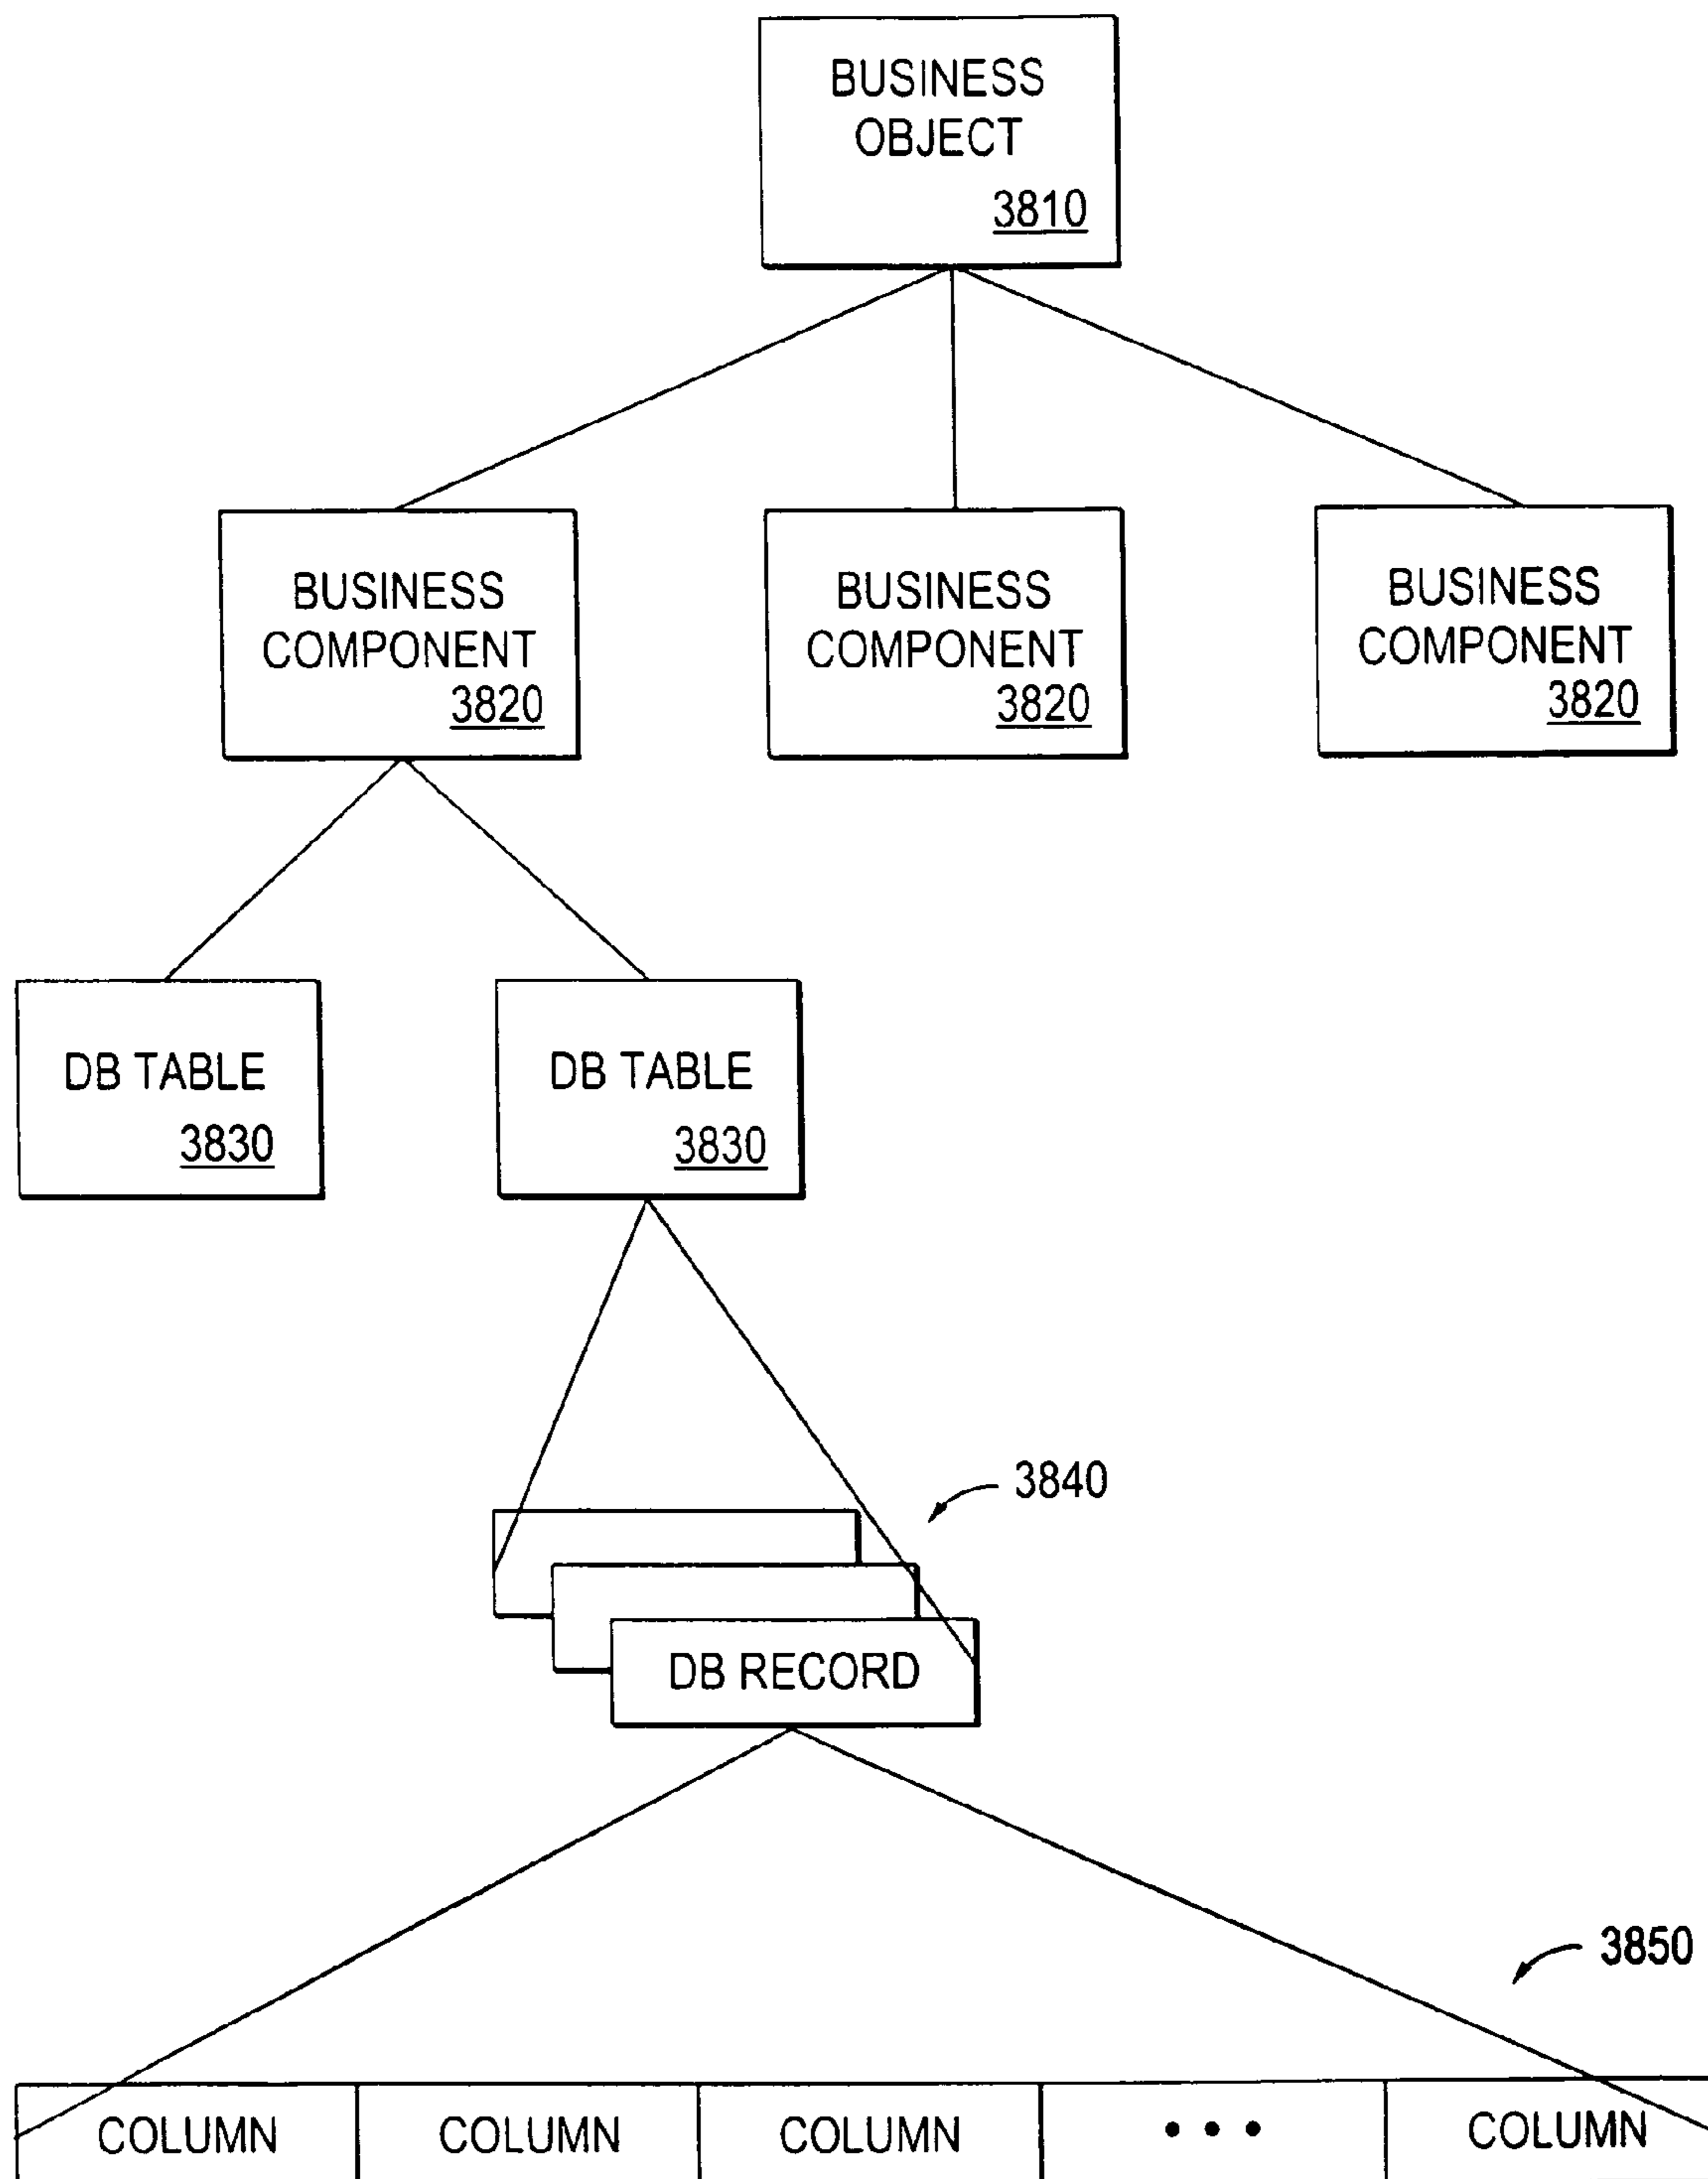 BUSINESS
OBJECT
3810
BUSINESS
COMPONENT
3820
BUSINESS
COMPONENT
3820
BUSINESS
COMPONENT
3820
DB TABLE
3830
DB TABLE
3830
3840
DB RECORD
3850
COLUMN
COLUMN
COLUMN
• • •
COLUMN